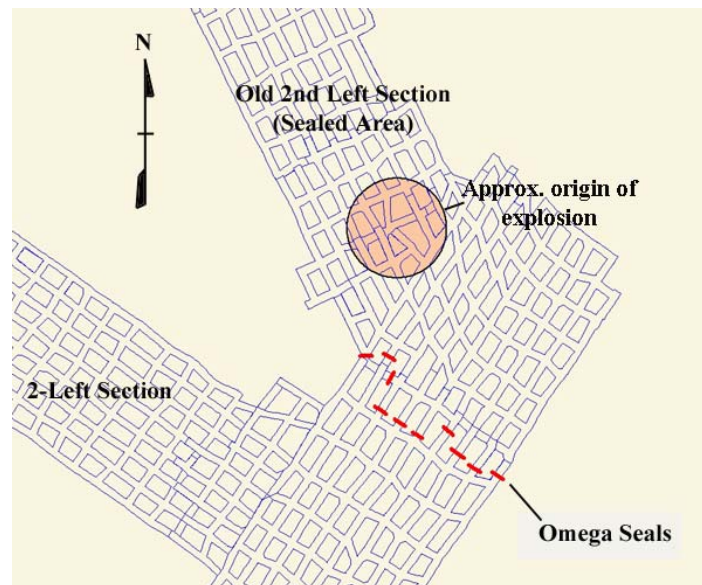 N
Old 2nd Left Section
(Sealed Area)
Approx. origin of
explosion
2-Left Section
Omega Seals